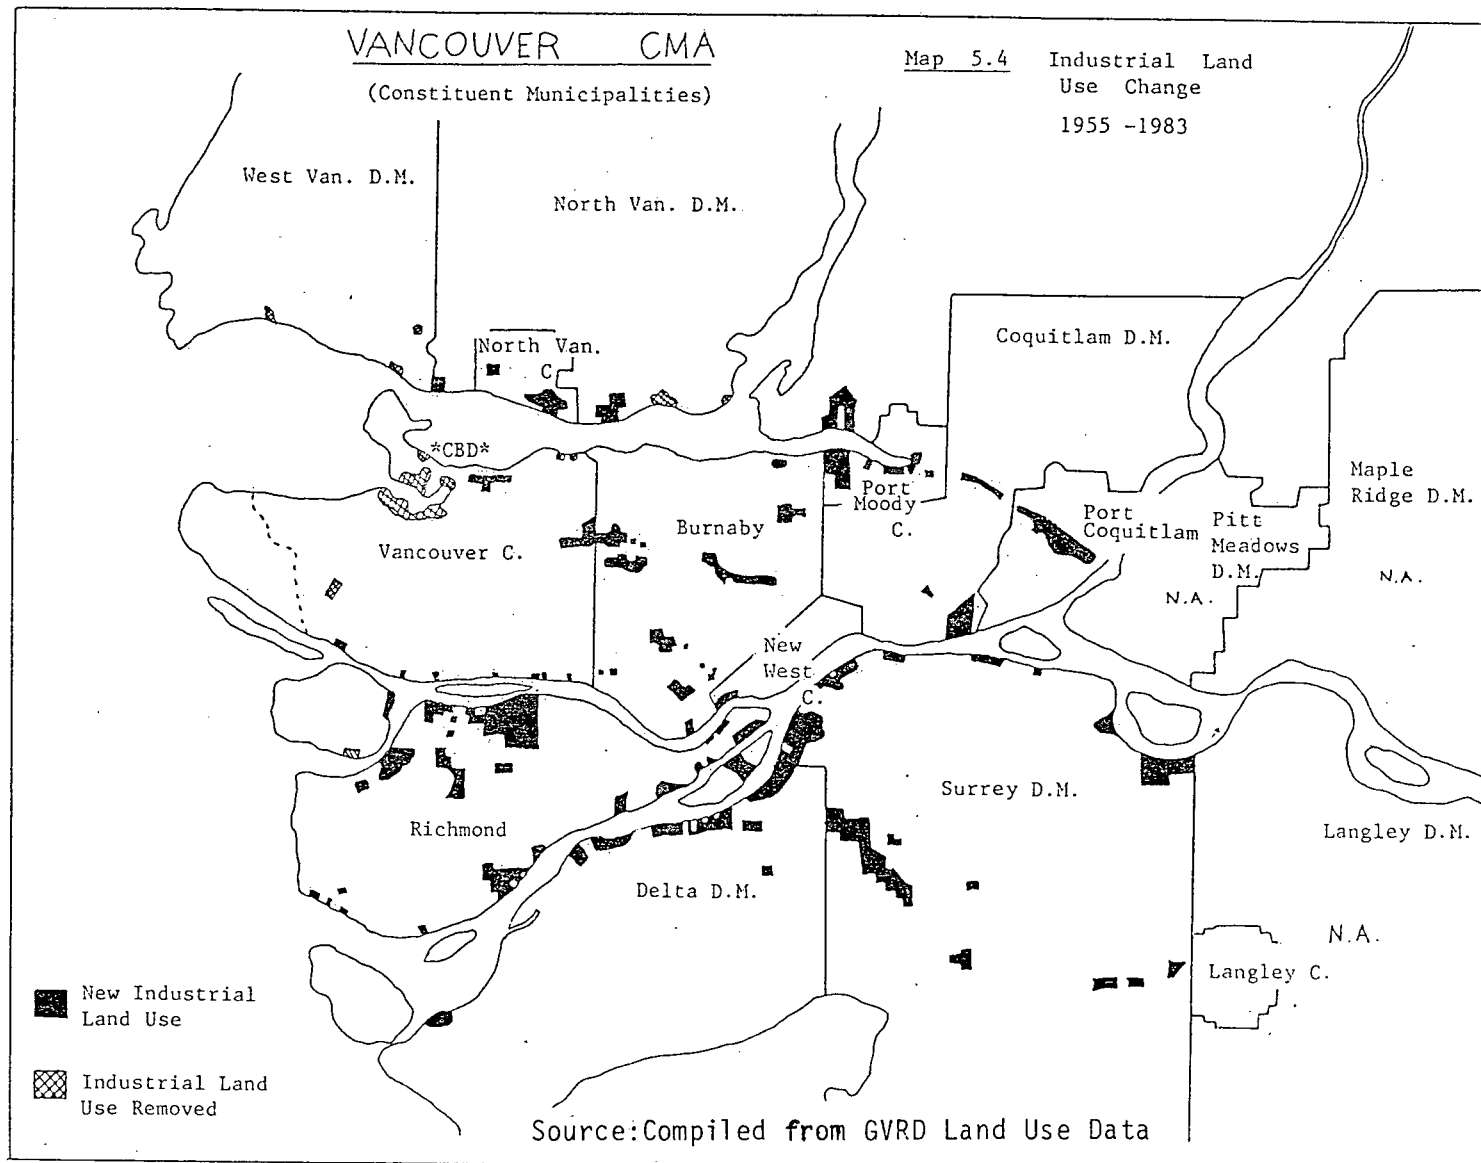 VANCOUVER CMA
(Constituent Municipalities)
Map 5.4 Industrial Land
Use Change
1955 -1983
West Van. D.M.
North Van. D.M.
North Van.
C.
Coquitlam D.M.
*CBD*
Maple
Ridge D.M.
N.A.
Port
Moody
C.
Port
Coquitlam
Pitt
Meadows
D.M.
N.A.
Burnaby
Vancouver C.
New
West
C.
Surrey D.M.
Richmond
Langley D.M.
Delta D.M.
N.A.
Langley C.
New Industrial
Land Use
Industrial Land
Use Removed
Source:Compiled from GVRD Land Use Data